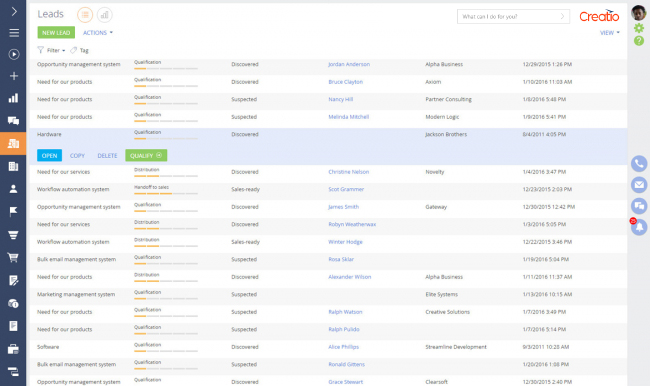 Leads
What can I do for you?
Creatio
NEW LEAD ACTIONS VIEW
Filter Tag
Opportunity management system Qualification Discovered Jordan Anderson Alpha Business 12/29/2015 1:26 PM
Need for our products Qualification Discovered Bruce Clayton Axiom 1/10/2016 11:03 AM
Need for our products Qualification Suspected Nancy Hill Partner Consulting 1/8/2016 5:48 PM
Need for our products Qualification Suspected Melinda Mitchell Modern Logic 1/9/2016 5:41 PM
Hardware Qualification Discovered Jackson Brothers 8/4/2011 4:05 PM
OPEN COPY DELETE QUALIFY
Need for our services Distribution Discovered Christine Nelson Novelty 1/4/2016 3:47 PM
Workflow automation system Handoff to sales Sales-ready Scot Grammer 12/23/2015 2:03 PM
Opportunity management system Qualification Discovered James Smith Gateway 12/30/2015 12:42 PM
Need for our services Distribution Discovered Robyn Weatherwax 1/3/2016 5:05 PM
Workflow automation system Distribution Sales-ready Winter Hodge 12/22/2015 3:46 PM
Bulk email management system Qualification Suspected Rosa Sklar 1/19/2016 5:04 PM
Need for our products Distribution Discovered Alexander Wilson Alpha Business 1/11/2016 11:37 AM
Marketing management system Qualification Suspected Elite Systems 1/13/2016 10:15 AM
Need for our products Qualification Suspected Ralph Watson Creative Solutions 1/7/2016 3:49 PM
Need for our products Qualification Suspected Ralph Pulido 1/7/2016 5:14 PM
Software Qualification Discovered Alice Phillips Streamline Development 9/3/2011 10:28 AM
Bulk email management system Qualification Suspected Ronald Gittens 1/20/2016 1:08 PM
Opportunity management system Qualification Discovered Grace Stewart Clearsoft 12/30/2015 2:40 PM